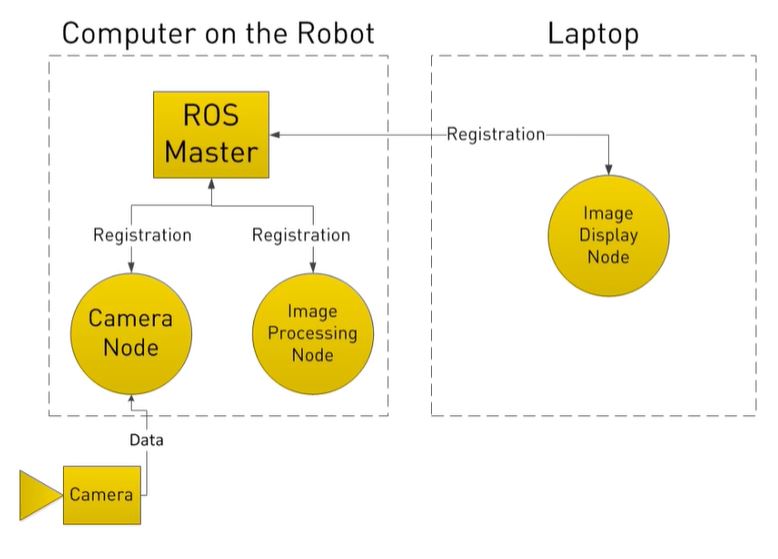 Computer on the Robot
Laptop
ROS
Master
Registration
Registration
Registration
Image
Display
Node
Camera
Node
Image
Processing
Node
Data
Camera